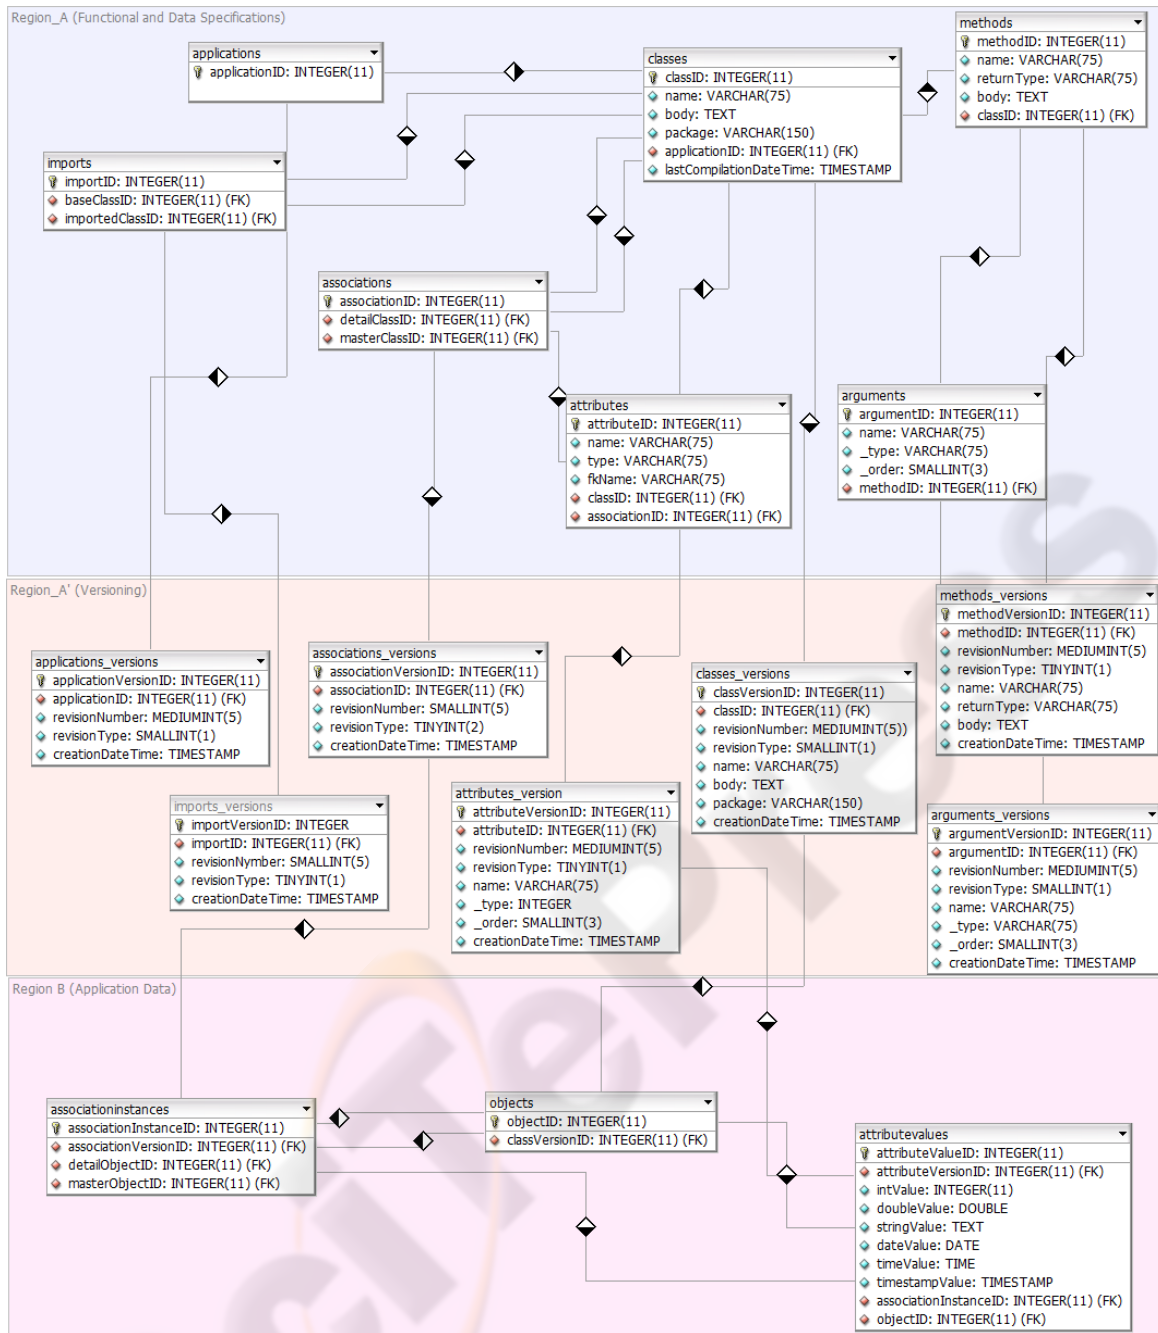 Region_A (Functional and Data Specifications)
applications
applicationID: INTEGER(11)
classes
classID: INTEGER(11)
name: VARCHAR(75)
body: TEXT
package: VARCHAR(150)
applicationID: INTEGER(11) (FK)
lastCompilationDateTime: TIMESTAMP
methods
methodID: INTEGER(11)
name: VARCHAR(75)
returnType: VARCHAR(75)
body: TEXT
classID: INTEGER(11) (FK)
imports
importID: INTEGER(11)
baseClassID: INTEGER(11) (FK)
importedClassID: INTEGER(11) (FK)
associations
associationID: INTEGER(11)
detailClassID: INTEGER(11) (FK)
masterClassID: INTEGER(11) (FK)
attributes
attributeID: INTEGER(11)
name: VARCHAR(75)
type: VARCHAR(75)
fkName: VARCHAR(75)
classID: INTEGER(11) (FK)
associationID: INTEGER(11) (FK)
arguments
argumentID: INTEGER(11)
name: VARCHAR(75)
_type: VARCHAR(75)
_order: SMALLINT(3)
methodID: INTEGER(11) (FK)
Region_A' (Versioning)
applications_versions
applicationVersionID: INTEGER(11)
applicationID: INTEGER(11) (FK)
revisionNumber: MEDIUMINT(5)
revisionType: SMALLINT(1)
creationDateTime: TIMESTAMP
associations_versions
associationVersionID: INTEGER(11)
associationID: INTEGER(11) (FK)
revisionNumber: SMALLINT(5)
revisionType: TINYINT(2)
creationDateTime: TIMESTAMP
classes_versions
classVersionID: INTEGER(11)
classID: INTEGER(11) (FK)
revisionNumber: MEDIUMINT(5))
revisionType: SMALLINT(1)
name: VARCHAR(75)
body: TEXT
package: VARCHAR(150)
creationDateTime: TIMESTAMP
methods_versions
methodVersionID: INTEGER(11)
methodID: INTEGER(11) (FK)
revisionNumber: MEDIUMINT(5)
revisionType: TINYINT(1)
name: VARCHAR(75)
returnType: VARCHAR(75)
body: TEXT
creationDateTime: TIMESTAMP
imports_versions
importVersionID: INTEGER
importID: INTEGER(11) (FK)
revisionNymber: SMALLINT(5)
revisionType: TINYINT(1)
creationDateTime: TIMESTAMP
attributes_version
attributeVersionID: INTEGER(11)
attributeID: INTEGER(11) (FK)
revisionNumber: MEDIUMINT(5)
revisionType: TINYINT(1)
name: VARCHAR(75)
_type: INTEGER
_order: SMALLINT(3)
creationDateTime: TIMESTAMP
arguments_versions
argumentVersionID: INTEGER(11)
argumentID: INTEGER(11) (FK)
revisionNumber: MEDIUMINT(5)
revisionType: SMALLINT(1)
name: VARCHAR(75)
_type: VARCHAR(75)
_order: SMALLINT(3)
creationDateTime: TIMESTAMP
Region B (Application Data)
associationinstances
associationInstanceID: INTEGER(11)
associationVersionID: INTEGER(11) (FK)
detailObjectID: INTEGER(11) (FK)
masterObjectID: INTEGER(11) (FK)
objects
objectID: INTEGER(11)
classVersionID: INTEGER(11) (FK)
attributevalues
attributeValueID: INTEGER(11)
attributeVersionID: INTEGER(11) (FK)
intValue: INTEGER(11)
doubleValue: DOUBLE
stringValue: TEXT
dateValue: DATE
timeValue: TIME
timestampValue: TIMESTAMP
associationInstanceID: INTEGER(11) (FK)
objectID: INTEGER(11) (FK)
SciTePress